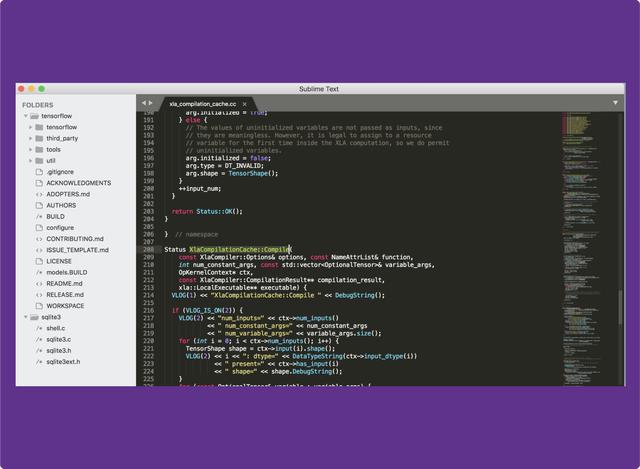 Sublime Text
FOLDERS
tensorflow
tensorflow
third_party
tools
util
.gitignore
ACKNOWLEDGMENTS
ADOPTERS.md
AUTHORS
BUILD
configure
CONTRIBUTING.md
ISSUE_TEMPLATE.md
LICENSE
models.BUILD
README.md
RELEASE.md
WORKSPACE
sqlite3
shell.c
sqlite3.c
sqlite3.h
sqlite3ext.h
xla_compilation_cache.cc ×
190 arg.initialized = true;
191 } else {
192 // The values of uninitialized variables are not passed as inputs, since
193 // they are meaningless. However, it is legal to assign to a resource
194 // variable for the first time inside the XLA computation, so we do permit
195 // uninitialized variables.
196 arg.initialized = false;
197 arg.type = DT_INVALID;
198 arg.shape = TensorShape();
199 }
200 ++input_num;
201 }
202
203 return Status::OK();
204 }
205
206 } // namespace
207
208 Status XlaCompilationCache::Compile(
209 const XlaCompiler::Options& options, const NameAttrList& function,
210 int num_constant_args, const std::vector<OptionalTensor>& variable_args,
211 OpKernelContext* ctx,
212 const XlaCompiler::CompilationResult** compilation_result,
213 xla::LocalExecutable** executable) {
214 VLOG(1) << "XlaCompilationCache::Compile " << DebugString();
215
216 if (VLOG_IS_ON(2)) {
217 VLOG(2) << "num_inputs=" << ctx->num_inputs()
218 << " num_constant_args=" << num_constant_args
219 << " num_variable_args=" << variable_args.size();
220 for (int i = 0; i < ctx->num_inputs(); i++) {
221 TensorShape shape = ctx->input(i).shape();
222 VLOG(2) << i << ": dtype=" << DataTypeString(ctx->input_dtype(i))
223 << " present=" << ctx->has_input(i)
224 << " shape=" << shape.DebugString();
225 }
226 for (const OptionalTensor& variable : variable_args) {